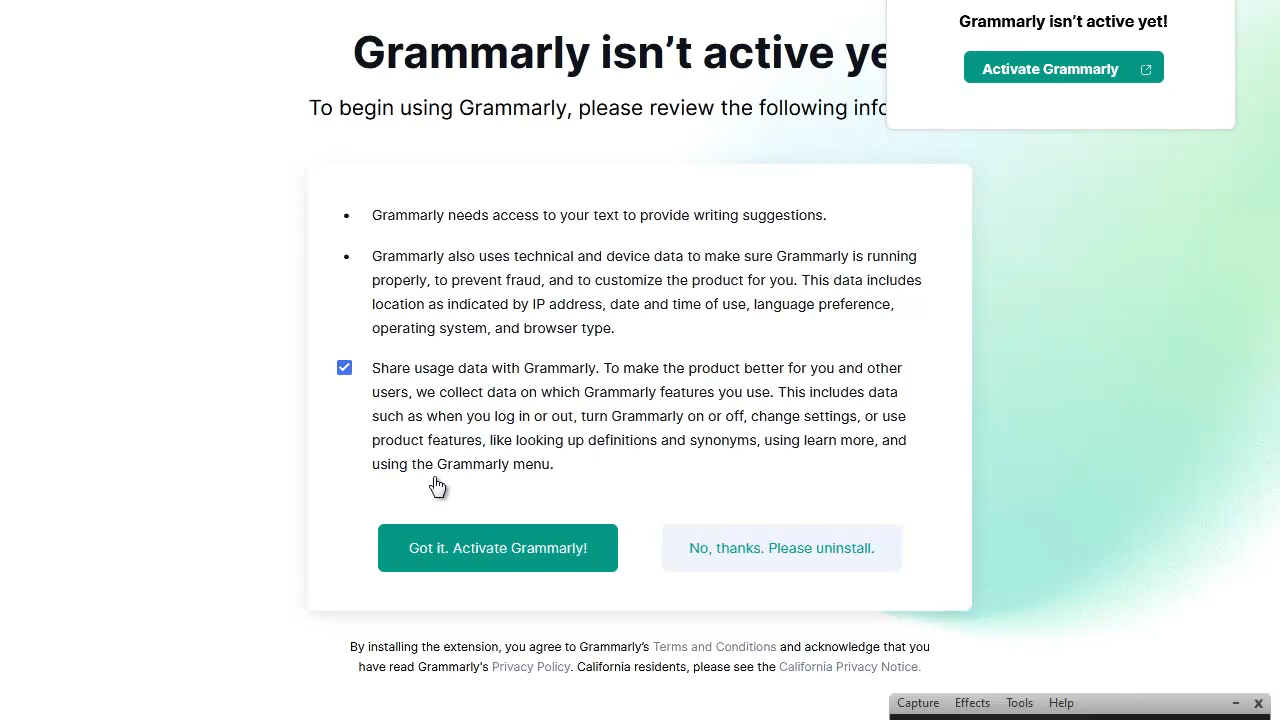 Grammarly isn't active yet!
Activate Grammarly
Grammarly isn't active
To begin using Grammarly, please review the following
• Grammarly needs access to your text to provide writing suggestions.
• Grammarly also uses technical and device data to make sure Grammarly is running
properly, to prevent fraud, and to customize the product for you. This data includes
location as indicated by IP address, date and time of use, language preference,
operating system, and browser type.
Share usage data with Grammarly. To make the product better for you and other
users, we collect data on which Grammarly features you use. This includes data
such as when you log in or out, turn Grammarly on or off, change settings, or use
product features, like looking up definitions and synonyms, using learn more, and
using the Grammarly menu.
Got it. Activate Grammarly!
No, thanks. Please uninstall.
By installing the extension, you agree to Grammarly's Terms and Conditions and acknowledge that you
have read Grammarly's Privacy Policy. California residents, please see the California Privacy Notice.
Capture Effects Tools Help